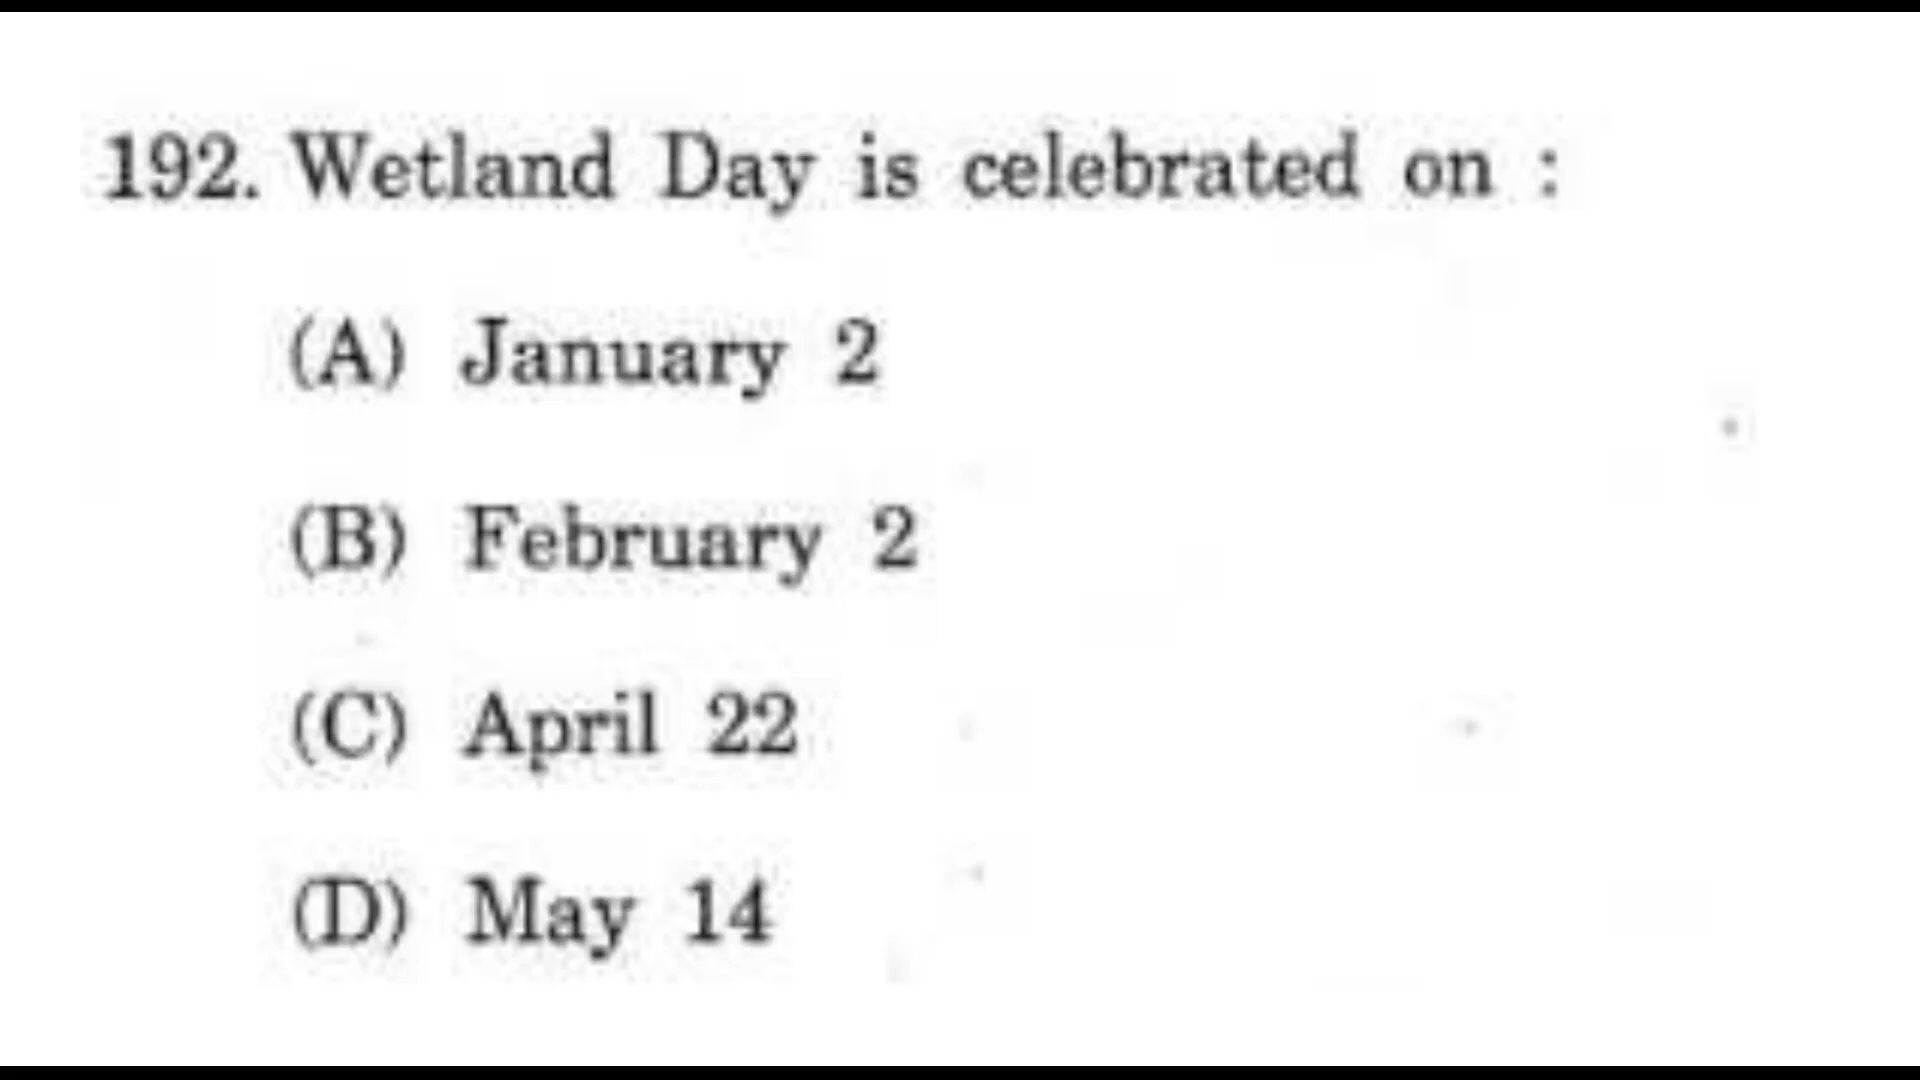 192. Wetland Day is celebrated on :
(A) January 2
(B) February 2
(C) April 22
(D) May 14